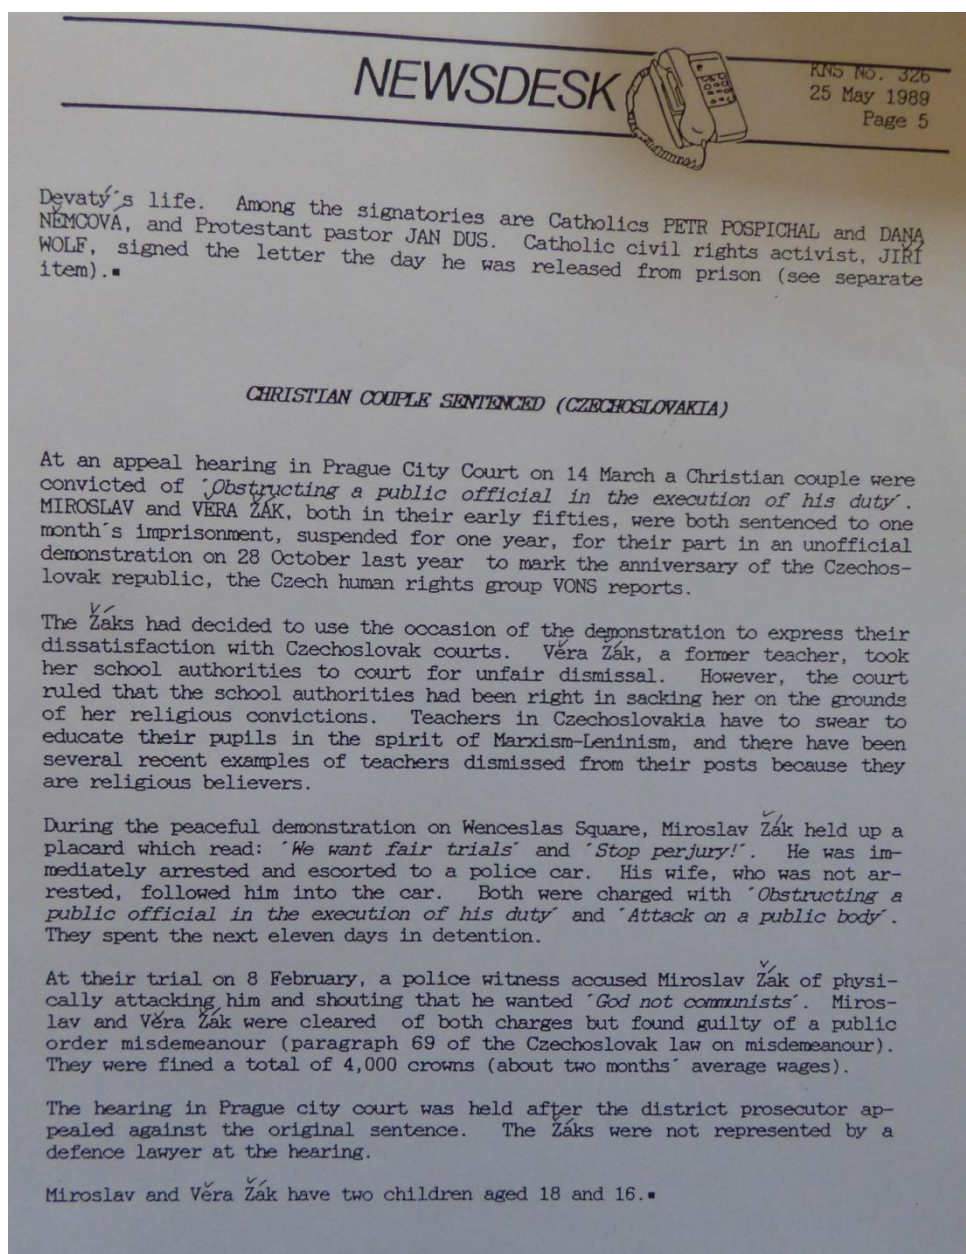 NEWSDESK
KNS No. 326
25 May 1989
Page 5
Devatý´s life. Among the signatories are Catholics PETR POSPICHAL and DANA
NĚMCOVÁ, and Protestant pastor JAN DUS. Catholic civil rights activist, JIŘÍ
WOLF, signed the letter the day he was released from prison (see separate
item).▪
CHRISTIAN COUPLE SENTENCED (CZECHOSLOVAKIA)
At an appeal hearing in Prague City Court on 14 March a Christian couple were
convicted of ´Obstructing a public official in the execution of his duty´.
MIROSLAV and VĚRA ŽÁK, both in their early fifties, were both sentenced to one
month´s imprisonment, suspended for one year, for their part in an unofficial
demonstration on 28 October last year to mark the anniversary of the Czechos-
lovak republic, the Czech human rights group VONS reports.
The Žáks had decided to use the occasion of the demonstration to express their
dissatisfaction with Czechoslovak courts. Věra Žák, a former teacher, took
her school authorities to court for unfair dismissal. However, the court
ruled that the school authorities had been right in sacking her on the grounds
of her religious convictions. Teachers in Czechoslovakia have to swear to
educate their pupils in the spirit of Marxism-Leninism, and there have been
several recent examples of teachers dismissed from their posts because they
are religious believers.
During the peaceful demonstration on Wenceslas Square, Miroslav Žák held up a
placard which read: ´We want fair trials´ and ´Stop perjury!´. He was im-
mediately arrested and escorted to a police car. His wife, who was not ar-
rested, followed him into the car. Both were charged with ´Obstructing a
public official in the execution of his duty´ and ´Attack on a public body´.
They spent the next eleven days in detention.
At their trial on 8 February, a police witness accused Miroslav Žák of physi-
cally attacking him and shouting that he wanted ´God not communists´. Miros-
lav and Věra Žák were cleared of both charges but found guilty of a public
order misdemeanour (paragraph 69 of the Czechoslovak law on misdemeanour).
They were fined a total of 4,000 crowns (about two months´ average wages).
The hearing in Prague city court was held after the district prosecutor ap-
pealed against the original sentence. The Žáks were not represented by a
defence lawyer at the hearing.
Miroslav and Věra Žák have two children aged 18 and 16.▪